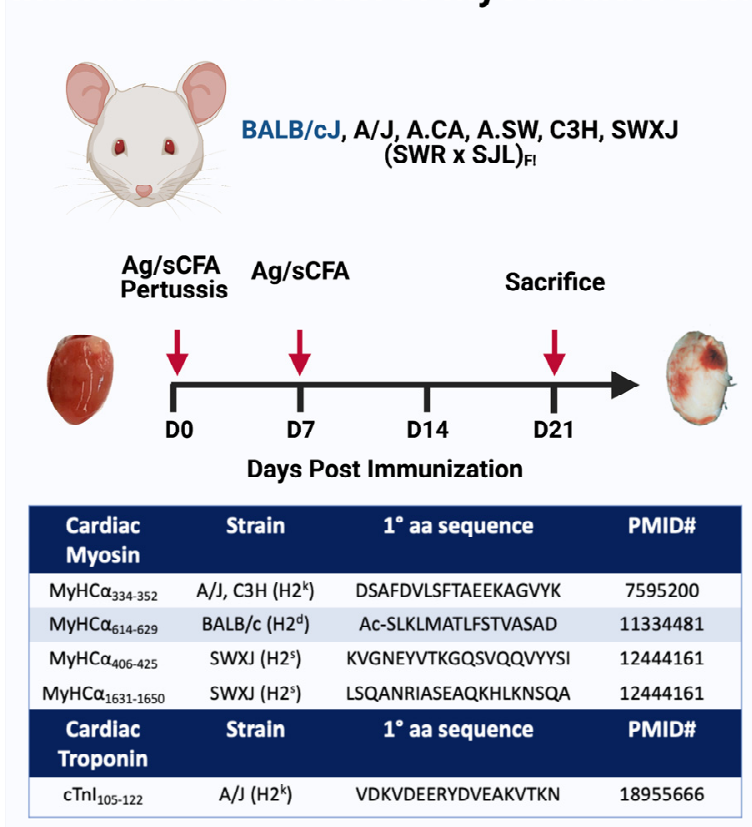 BALB/cJ, A/J, A.CA, A.SW, C3H, SWXJ
(SWR x SJL)F!
Ag/sCFA
Pertussis
Ag/sCFA
Sacrifice
D0 D7 D14 D21
Days Post Immunization
Cardiac Myosin Strain 1° aa sequence PMID#
MyHCα334-352 A/J, C3H (H2k) DSAFDVLSFTAEEKAGVYK 7595200
MyHCα614-629 BALB/c (H2d) Ac-SLKLMATLFSTVASAD 11334481
MyHCα406-425 SWXJ (H2s) KVGNEYVTKGQSVQQVYYSI 12444161
MyHCα1631-1650 SWXJ (H2s) LSQANRIASEAQKHLKNSQA 12444161
Cardiac Troponin Strain 1° aa sequence PMID#
cTnI105-122 A/J (H2k) VDKVDEERYDVEAKVTKN 18955666